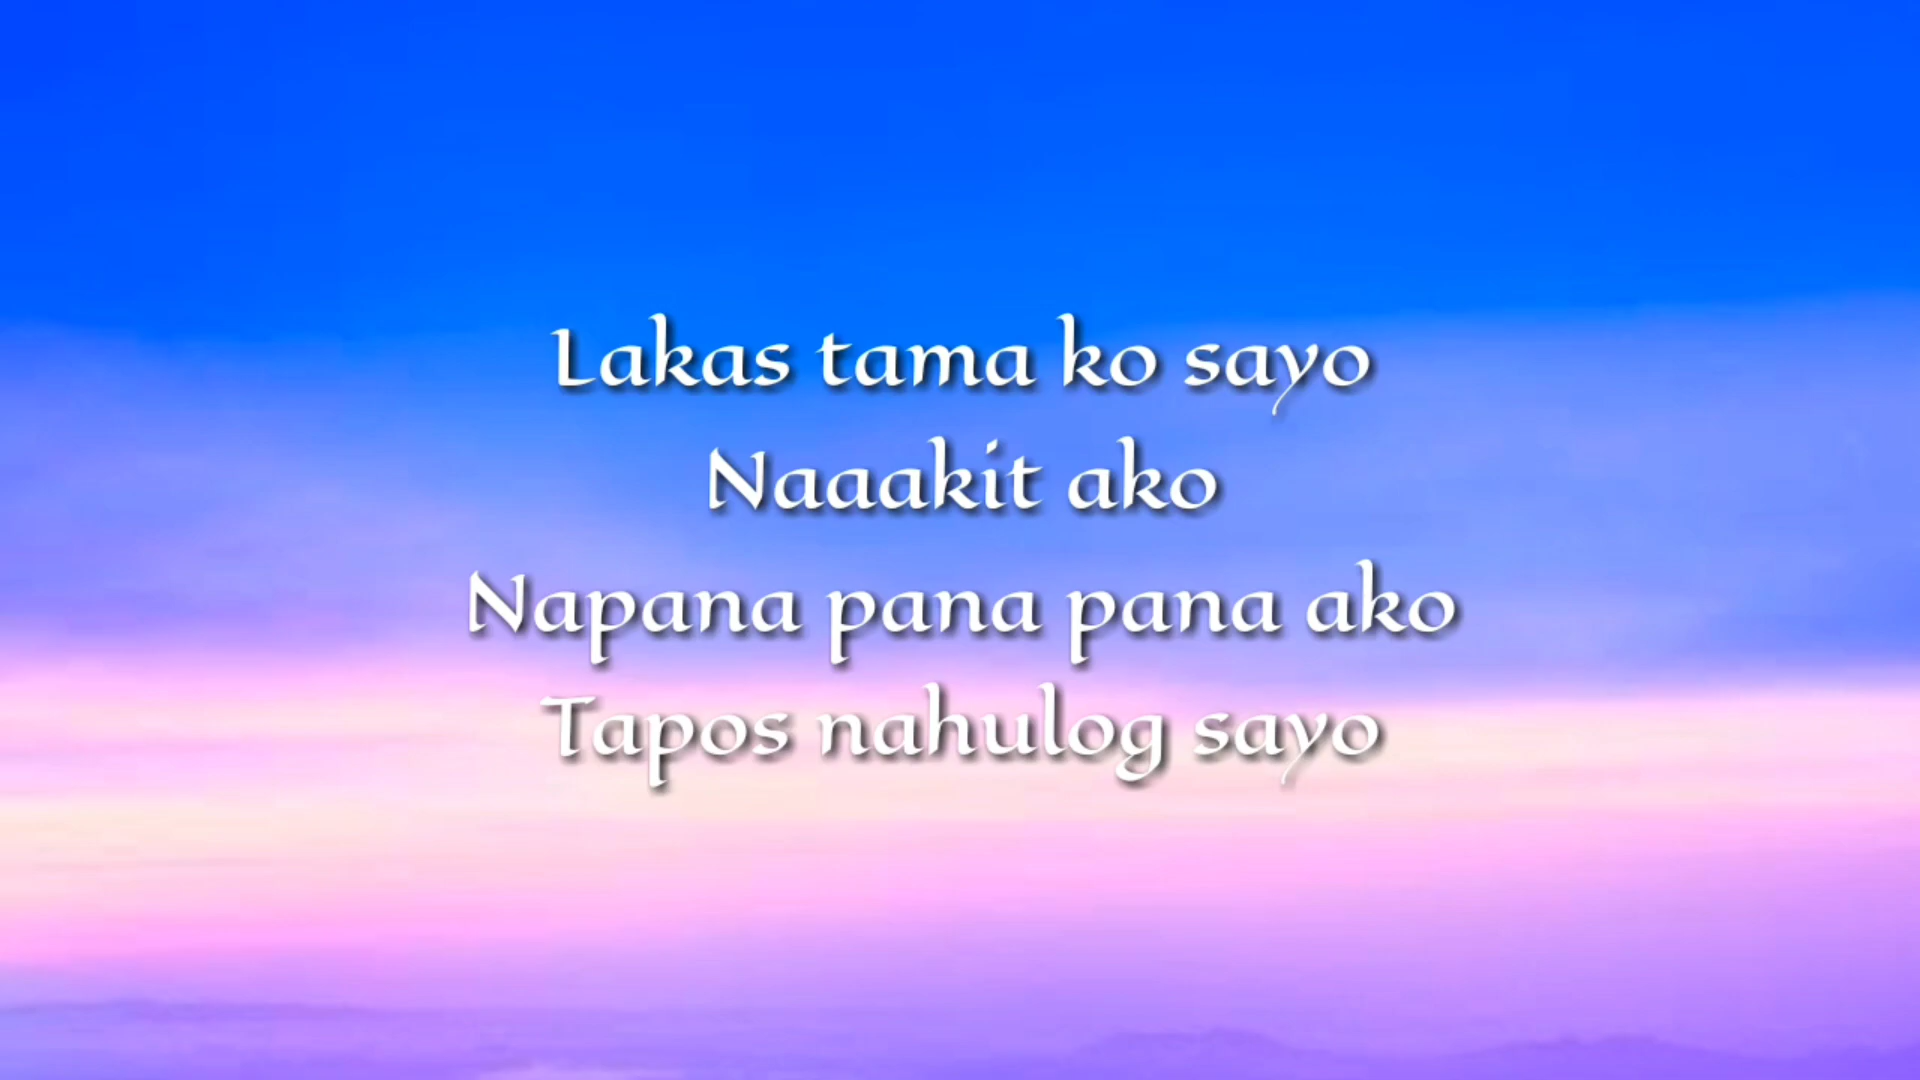 Lakas tama ko sayo
Naaakit ako
Napana pana pana ako
Tapos nahulog sayo